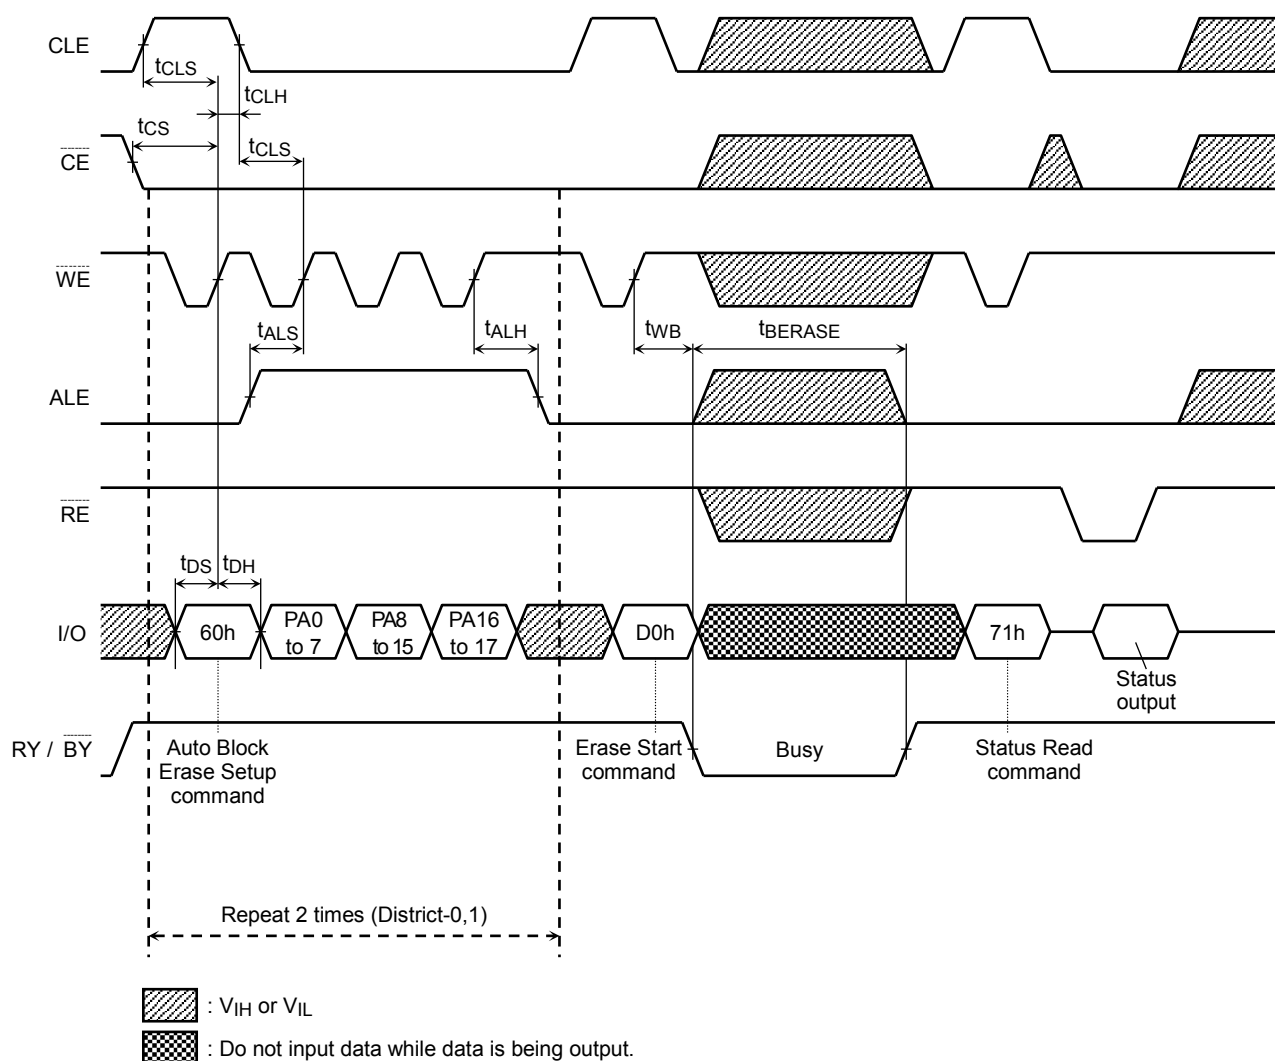 CLE
tCLS
tCLH
tCS
CE
tCLS
WE
tALS
tALH
tWB
tBERASE
ALE
RE
tDS
tDH
I/O
60h
PA0
to 7
PA8
to 15
PA16
to 17
D0h
71h
Status
output
RY / BY
Auto Block
Erase Setup
command
Erase Start
command
Busy
Status Read
command
Repeat 2 times (District-0,1)
: VIH or VIL
: Do not input data while data is being output.